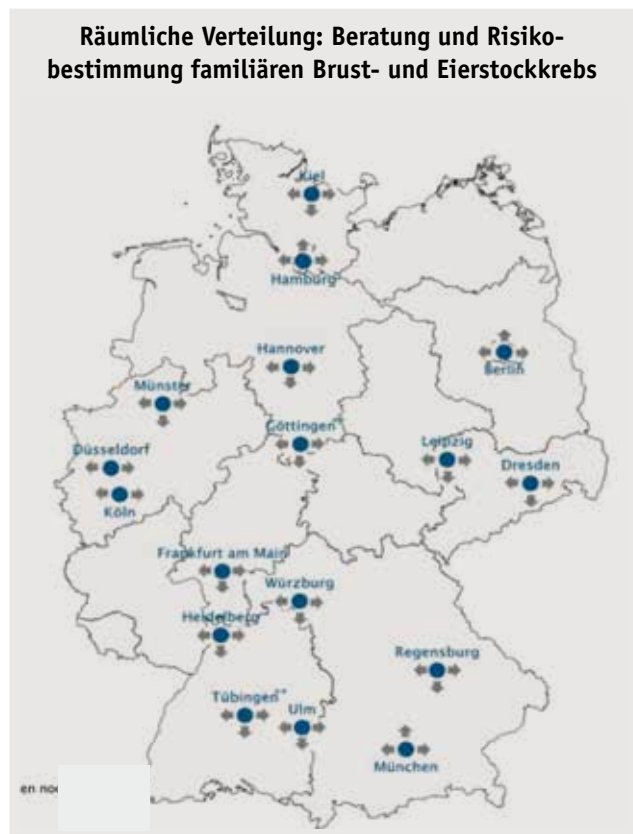 Räumliche Verteilung: Beratung und Risiko-
bestimmung familiären Brust- und Eierstockkrebs
Kiel
Hamburg
Hannover
Berlin
Münster
Göttingen**
Leipzig
Düsseldorf
Dresden
Köln
Frankfurt am Main
Würzburg
Heidelberg
Regensburg
Tübingen**
Ulm
München
en